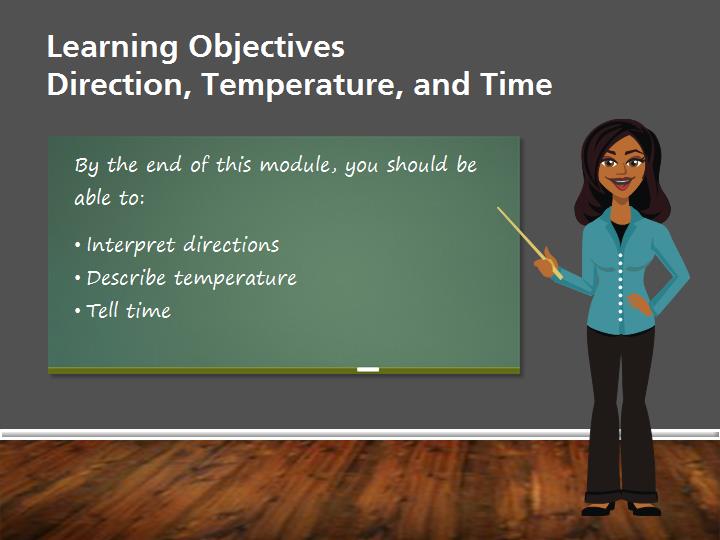 Learning Objectives
Direction, Temperature, and Time
By the end of this module, you should be
able to:
• Interpret directions
• Describe temperature
• Tell time